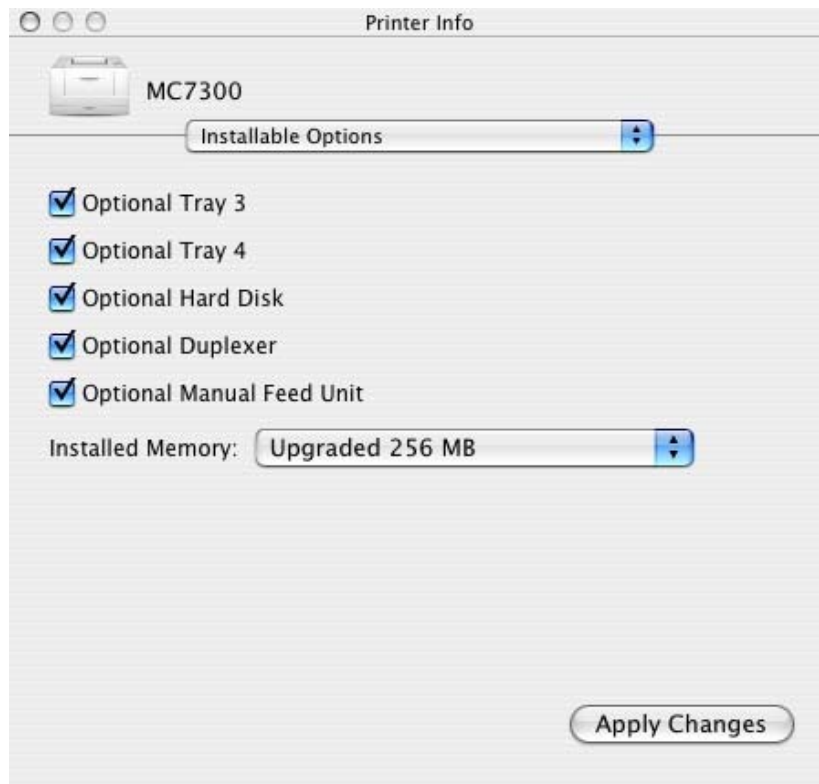 Printer Info
MC7300
Installable Options
Optional Tray 3
Optional Tray 4
Optional Hard Disk
Optional Duplexer
Optional Manual Feed Unit
Installed Memory: Upgraded 256 MB
Apply Changes